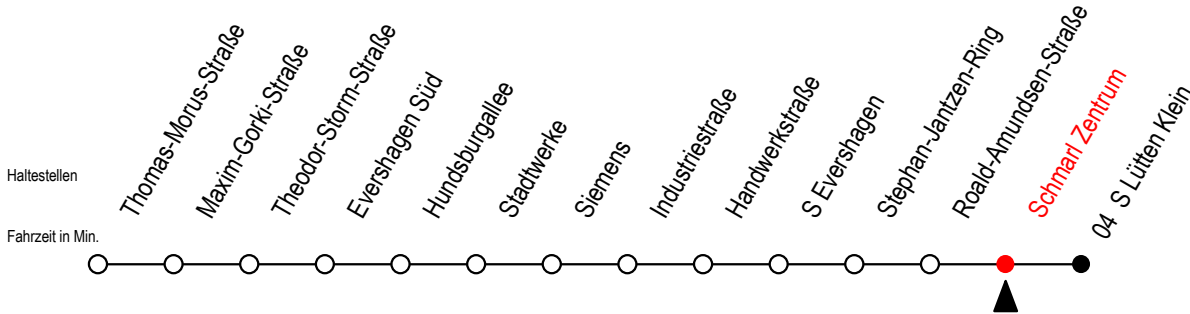 Haltestellen
Fahrzeit in Min.
Thomas-Morus-Straße
Maxim-Gorki-Straße
Theodor-Storm-Straße
Evershagen Süd
Hundsburgallee
Stadtwerke
Siemens
Industriestraße
Handwerkstraße
S Evershagen
Stephan-Jantzen-Ring
Roald-Amundsen-Straße
Schmarl Zentrum
04 S Lütten Klein